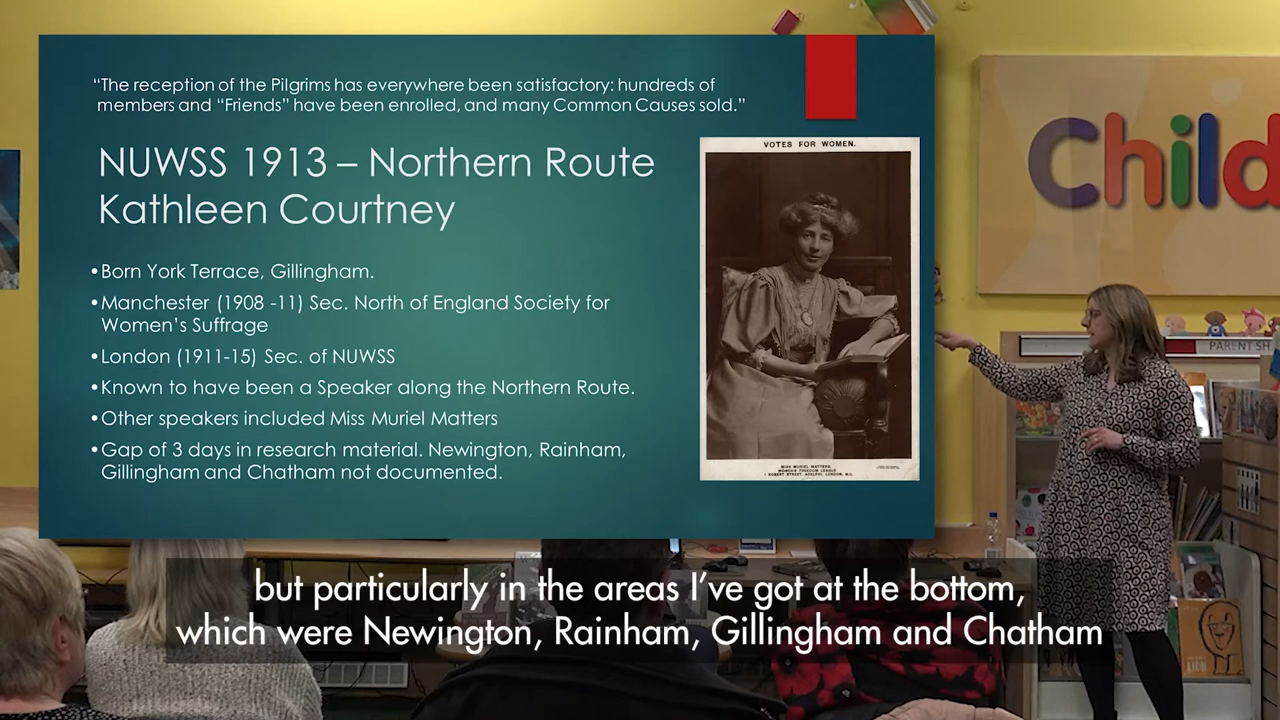 “The reception of the Pilgrims has everywhere been satisfactory: hundreds of
members and “Friends” have been enrolled, and many Common Causes sold.”
NUWSS 1913 – Northern Route
Kathleen Courtney
•Born York Terrace, Gillingham.
•Manchester (1908 -11) Sec. North of England Society for
Women’s Suffrage
•London (1911-15) Sec. of NUWSS
•Known to have been a Speaker along the Northern Route.
•Other speakers included Miss Muriel Matters
•Gap of 3 days in research material. Newington, Rainham,
Gillingham and Chatham not documented.
VOTES FOR WOMEN.
MISS MURIEL MATTERS,
WOMEN'S FREEDOM LEAGUE,
1 ROBERT STREET, ADELPHI, LONDON, W.C.
Child
PARENT SH
but particularly in the areas I’ve got at the bottom,
which were Newington, Rainham, Gillingham and Chatham